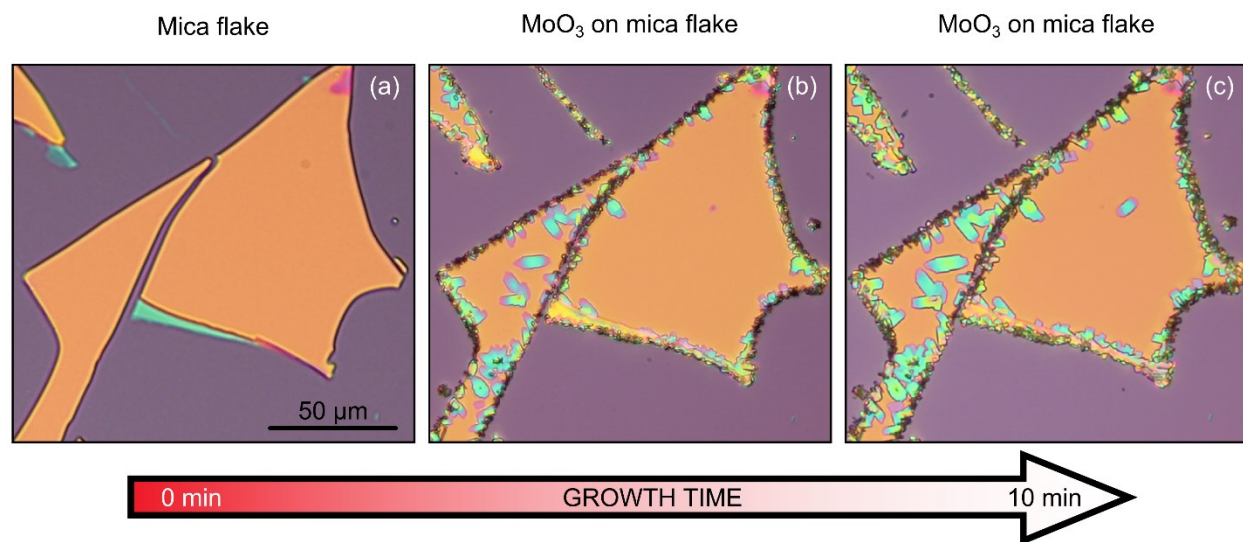 Mica flake
MoO₃ on mica flake
MoO₃ on mica flake
(a)
(b)
(c)
50 µm
0 min
GROWTH TIME
10 min